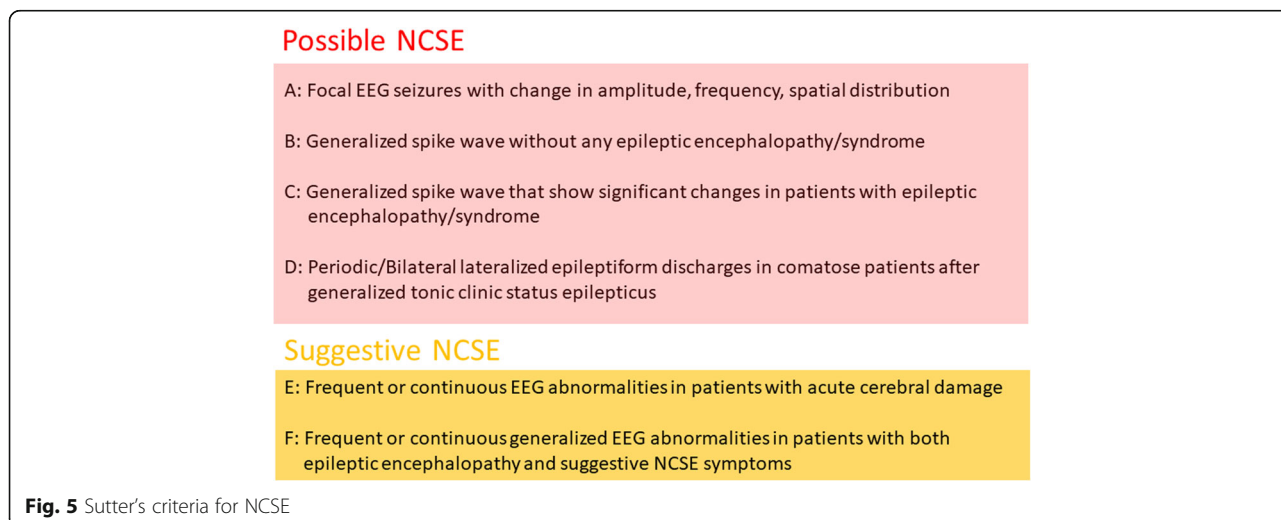 Possible NCSE
A: Focal EEG seizures with change in amplitude, frequency, spatial distribution
B: Generalized spike wave without any epileptic encephalopathy/syndrome
C: Generalized spike wave that show significant changes in patients with epileptic
encephalopathy/syndrome
D: Periodic/Bilateral lateralized epileptiform discharges in comatose patients after
generalized tonic clinic status epilepticus
Suggestive NCSE
E: Frequent or continuous EEG abnormalities in patients with acute cerebral damage
F: Frequent or continuous generalized EEG abnormalities in patients with both
epileptic encephalopathy and suggestive NCSE symptoms
Fig. 5 Sutter’s criteria for NCSE